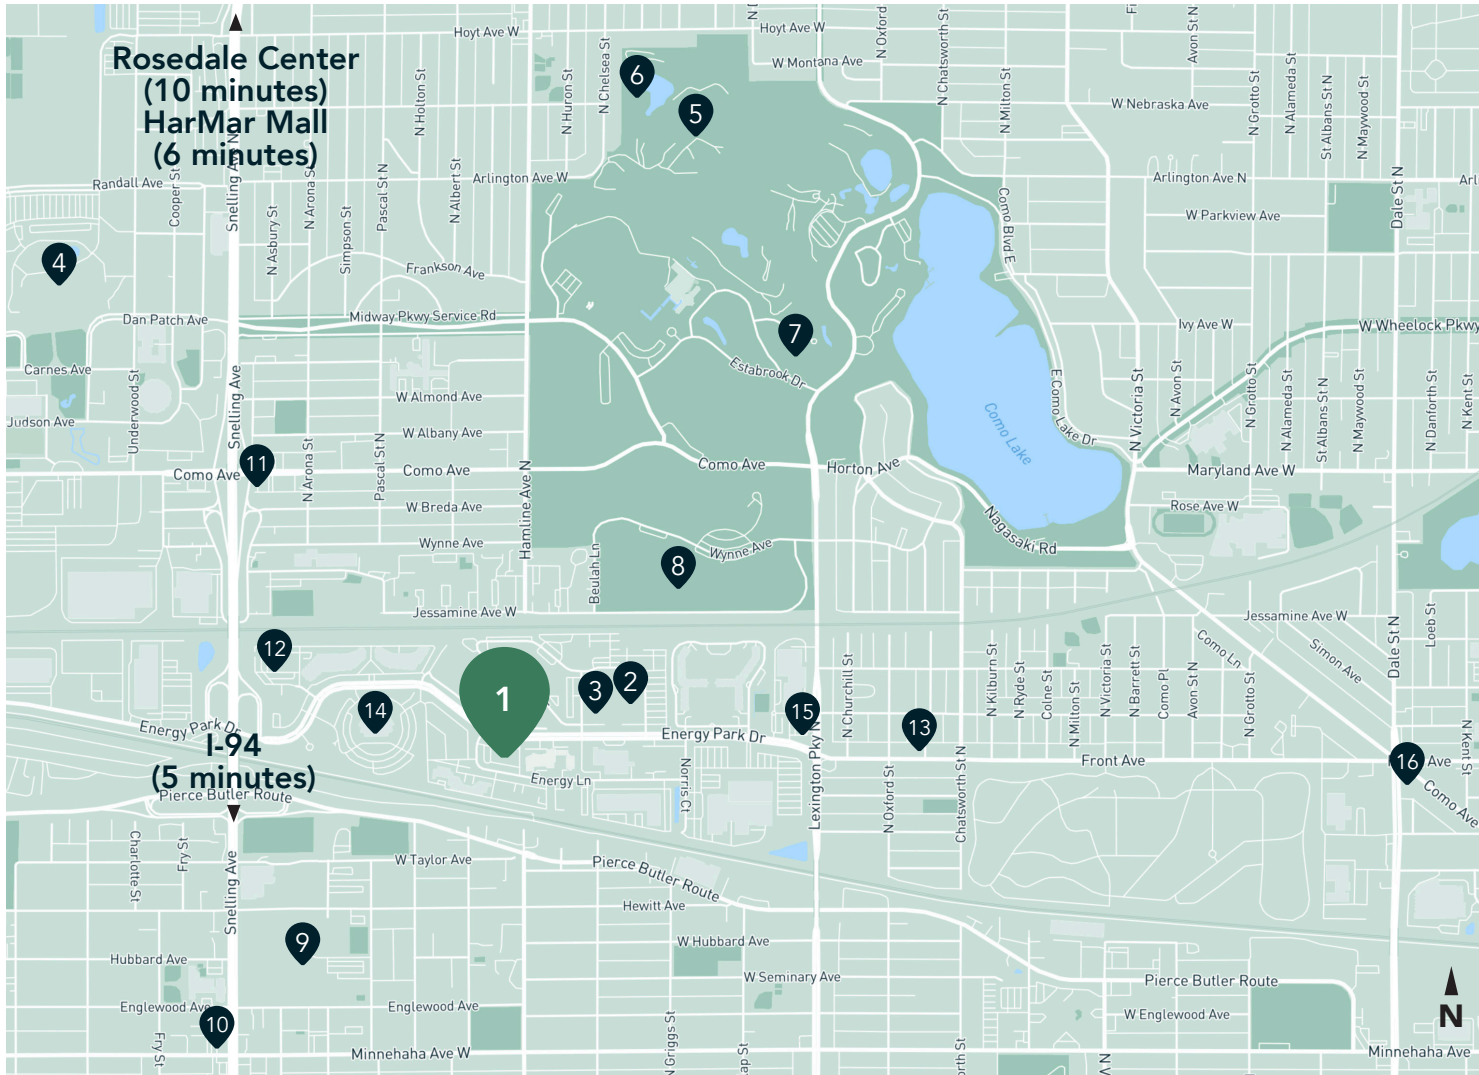 Hoyt Ave W
Hoyt Ave W
N Oxford
N Chatsworth St
Avon St N
Rosedale Center
(10 minutes)
HarMar Mall
(6 minutes)
N Holton St
N Huron St
N Chelsea St
6
5
W Montana Ave
N Milton St
W Nebraska Ave
N Grotto St
N Alameda St
St Albans St N
N Maywood St
Randall Ave
Cooper St
Snelling Ave N
N Arona St
Pascal St N
N Albert St
Arlington Ave W
Arlington Ave N
Dale St N
W Parkview Ave
N Asbury St
Simpson St
Como Blvd E
4
Frankson Ave
Dan Patch Ave
Midway Pkwy Service Rd
7
Ivy Ave W
W Wheelock Pkwy
Carnes Ave
Underwood St
Snelling Ave
W Almond Ave
Estabrook Dr
E Como Lake Dr
N Victoria St
N Avon St
N Grotto St
N Alameda St
St Albans St N
N Maywood St
N Danforth St
N Kent St
Judson Ave
W Albany Ave
Como Lake
Como Ave
11
N Arona St
Pascal St N
Como Ave
Hamline Ave N
Como Ave
Horton Ave
Maryland Ave W
W Breda Ave
Nagasaki Rd
Rose Ave W
Wynne Ave
Beulah Ln
8
Wynne Ave
Jessamine Ave W
Jessamine Ave W
Loeb St
12
Como Ln
Simon Ave
Dale St N
1
3
2
14
15
N Churchill St
13
N Kilburn St
N Ryde St
Colne St
N Milton St
N Victoria St
N Barrett St
Como Pl
Avon St N
N Grotto St
Energy Park Dr
I-94
(5 minutes)
Energy Park Dr
Lexington Pky N
Front Ave
16
Ave
N Kent St
Energy Ln
Norris Ct
N Oxford St
Chatsworth St N
Como Ave
Pierce Butler Route
Charlotte St
Fry St
Snelling Ave
W Taylor Ave
Pierce Butler Route
Hewitt Ave
9
W Hubbard Ave
Hubbard Ave
W Seminary Ave
Pierce Butler Route
Englewood Ave
10
Englewood Ave
W Englewood Ave
N
Fry St
Minnehaha Ave W
N Griggs St
Minnehaha Ave